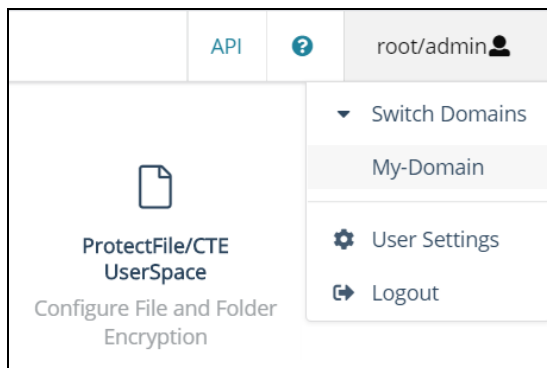 API
?
root/admin
Switch Domains
My-Domain
User Settings
Logout
ProtectFile/CTE
UserSpace
Configure File and Folder
Encryption